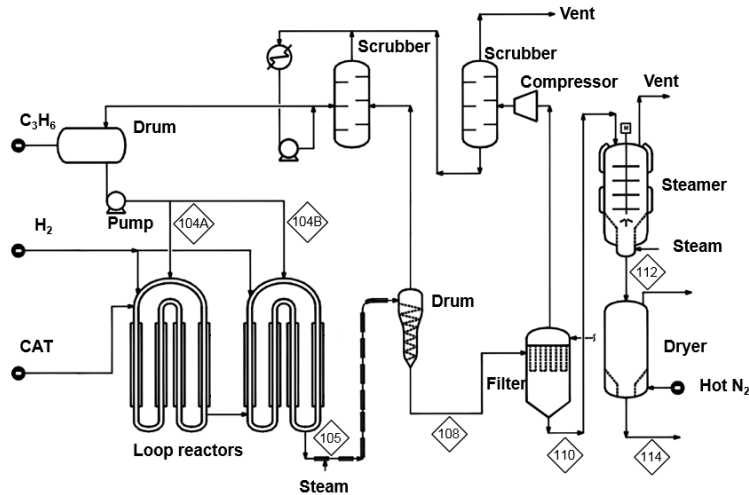 Vent
Scrubber
Scrubber
Compressor
Vent
C₃H₆
Drum
M
Steamer
Pump
104A
104B
H₂
Steam
112
Drum
CAT
Dryer
Filter
Hot N₂
Loop reactors
105
108
110
114
Steam